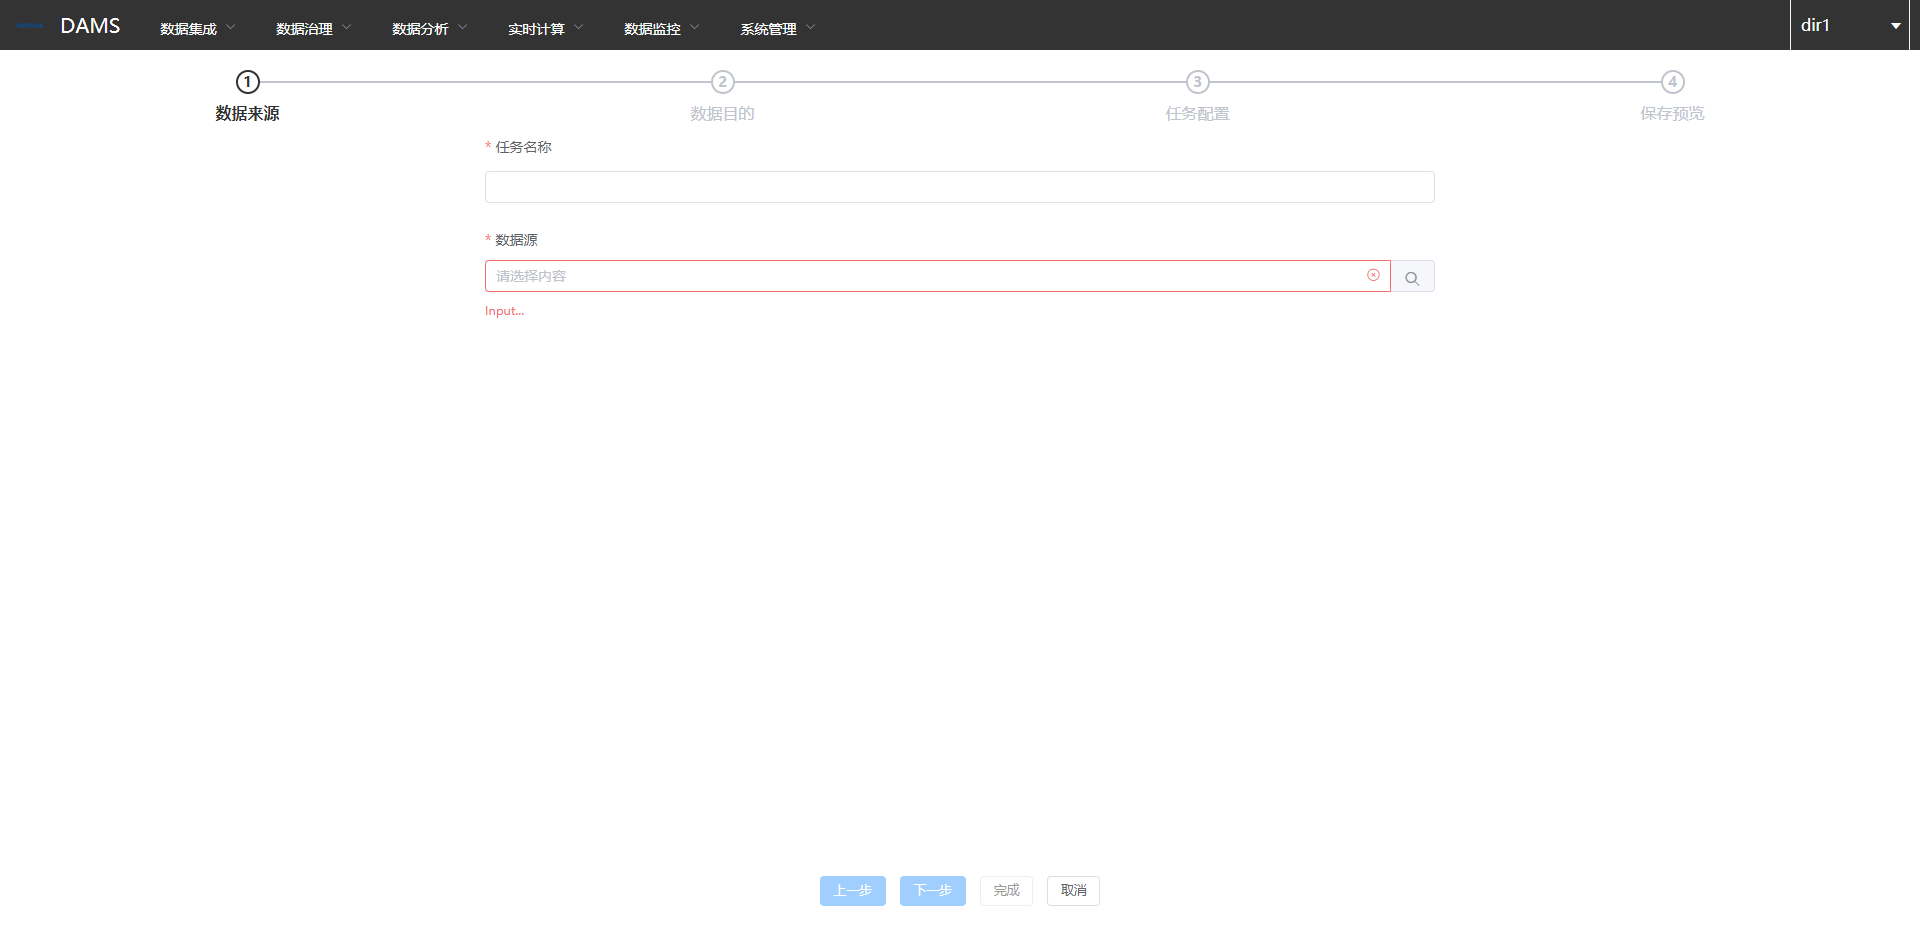 DAMS 数据集成 数据治理 数据分析 实时计算 数据监控 系统管理 dir1
1 2 3 4
数据来源 数据目的 任务配置 保存预览
* 任务名称
* 数据源
请选择内容
Input...
上一步 下一步 完成 取消